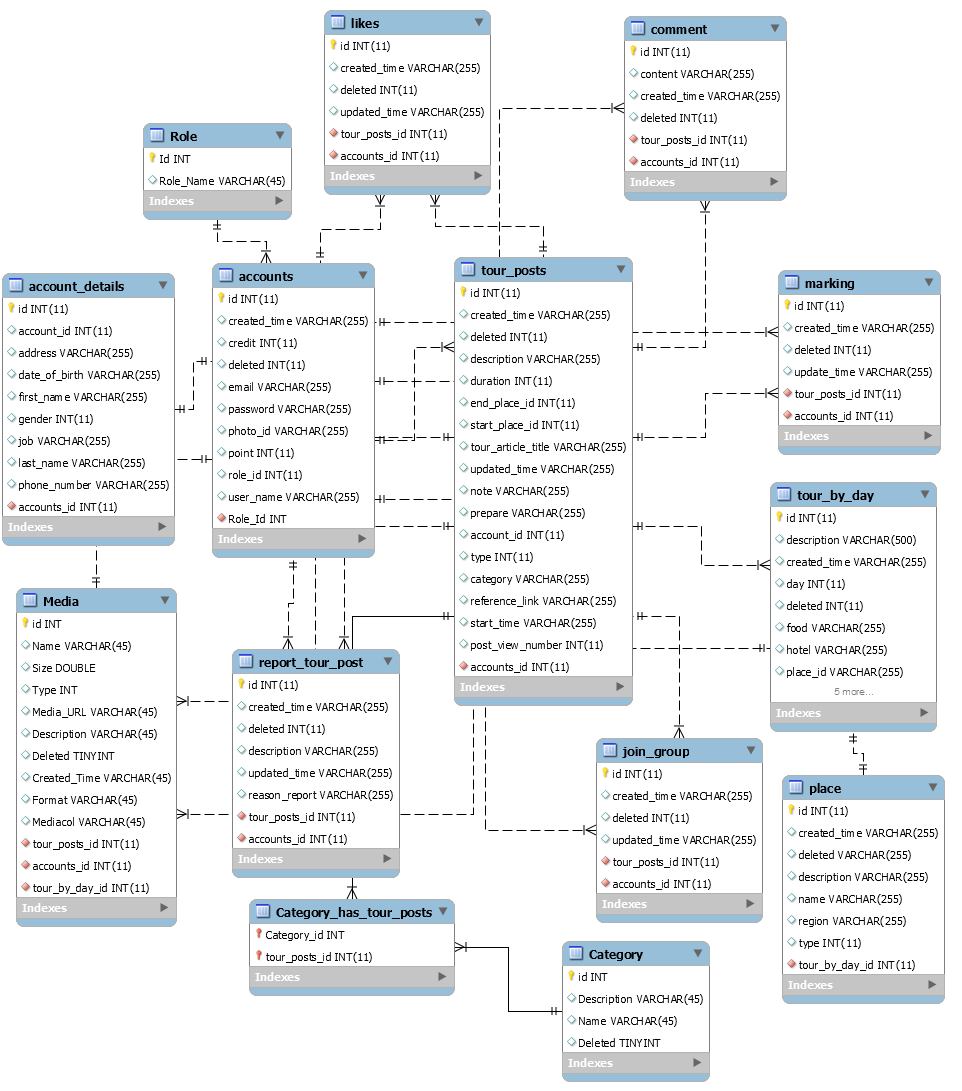 likes
id INT(11)
created_time VARCHAR(255)
deleted INT(11)
updated_time VARCHAR(255)
tour_posts_id INT(11)
accounts_id INT(11)
Indexes
comment
id INT(11)
content VARCHAR(255)
created_time VARCHAR(255)
deleted INT(11)
tour_posts_id INT(11)
accounts_id INT(11)
Indexes
Role
Id INT
Role_Name VARCHAR(45)
Indexes
account_details
id INT(11)
account_id INT(11)
address VARCHAR(255)
date_of_birth VARCHAR(255)
first_name VARCHAR(255)
gender INT(11)
job VARCHAR(255)
last_name VARCHAR(255)
phone_number VARCHAR(255)
accounts_id INT(11)
Indexes
accounts
id INT(11)
created_time VARCHAR(255)
credit INT(11)
deleted INT(11)
email VARCHAR(255)
password VARCHAR(255)
photo_id VARCHAR(255)
point INT(11)
role_id INT(11)
user_name VARCHAR(255)
Role_Id INT
Indexes
tour_posts
id INT(11)
created_time VARCHAR(255)
deleted INT(11)
description VARCHAR(255)
duration INT(11)
end_place_id INT(11)
start_place_id INT(11)
tour_article_title VARCHAR(255)
updated_time VARCHAR(255)
note VARCHAR(255)
prepare VARCHAR(255)
account_id INT(11)
type INT(11)
category VARCHAR(255)
reference_link VARCHAR(255)
start_time VARCHAR(255)
post_view_number INT(11)
accounts_id INT(11)
Indexes
marking
id INT(11)
created_time VARCHAR(255)
deleted INT(11)
update_time VARCHAR(255)
tour_posts_id INT(11)
accounts_id INT(11)
Indexes
tour_by_day
id INT(11)
description VARCHAR(500)
created_time VARCHAR(255)
day INT(11)
deleted INT(11)
food VARCHAR(255)
hotel VARCHAR(255)
place_id VARCHAR(255)
5 more...
Indexes
Media
id INT
Name VARCHAR(45)
Size DOUBLE
Type INT
Media_URL VARCHAR(45)
Description VARCHAR(45)
Deleted TINYINT
Created_Time VARCHAR(45)
Format VARCHAR(45)
Mediacol VARCHAR(45)
tour_posts_id INT(11)
accounts_id INT(11)
tour_by_day_id INT(11)
Indexes
report_tour_post
id INT(11)
created_time VARCHAR(255)
deleted INT(11)
description VARCHAR(255)
updated_time VARCHAR(255)
reason_report VARCHAR(255)
tour_posts_id INT(11)
accounts_id INT(11)
Indexes
join_group
id INT(11)
created_time VARCHAR(255)
deleted INT(11)
updated_time VARCHAR(255)
tour_posts_id INT(11)
accounts_id INT(11)
Indexes
place
id INT(11)
created_time VARCHAR(255)
deleted VARCHAR(255)
description VARCHAR(255)
name VARCHAR(255)
region VARCHAR(255)
type INT(11)
tour_by_day_id INT(11)
Indexes
Category_has_tour_posts
Category_id INT
tour_posts_id INT(11)
Indexes
Category
id INT
Description VARCHAR(45)
Name VARCHAR(45)
Deleted TINYINT
Indexes